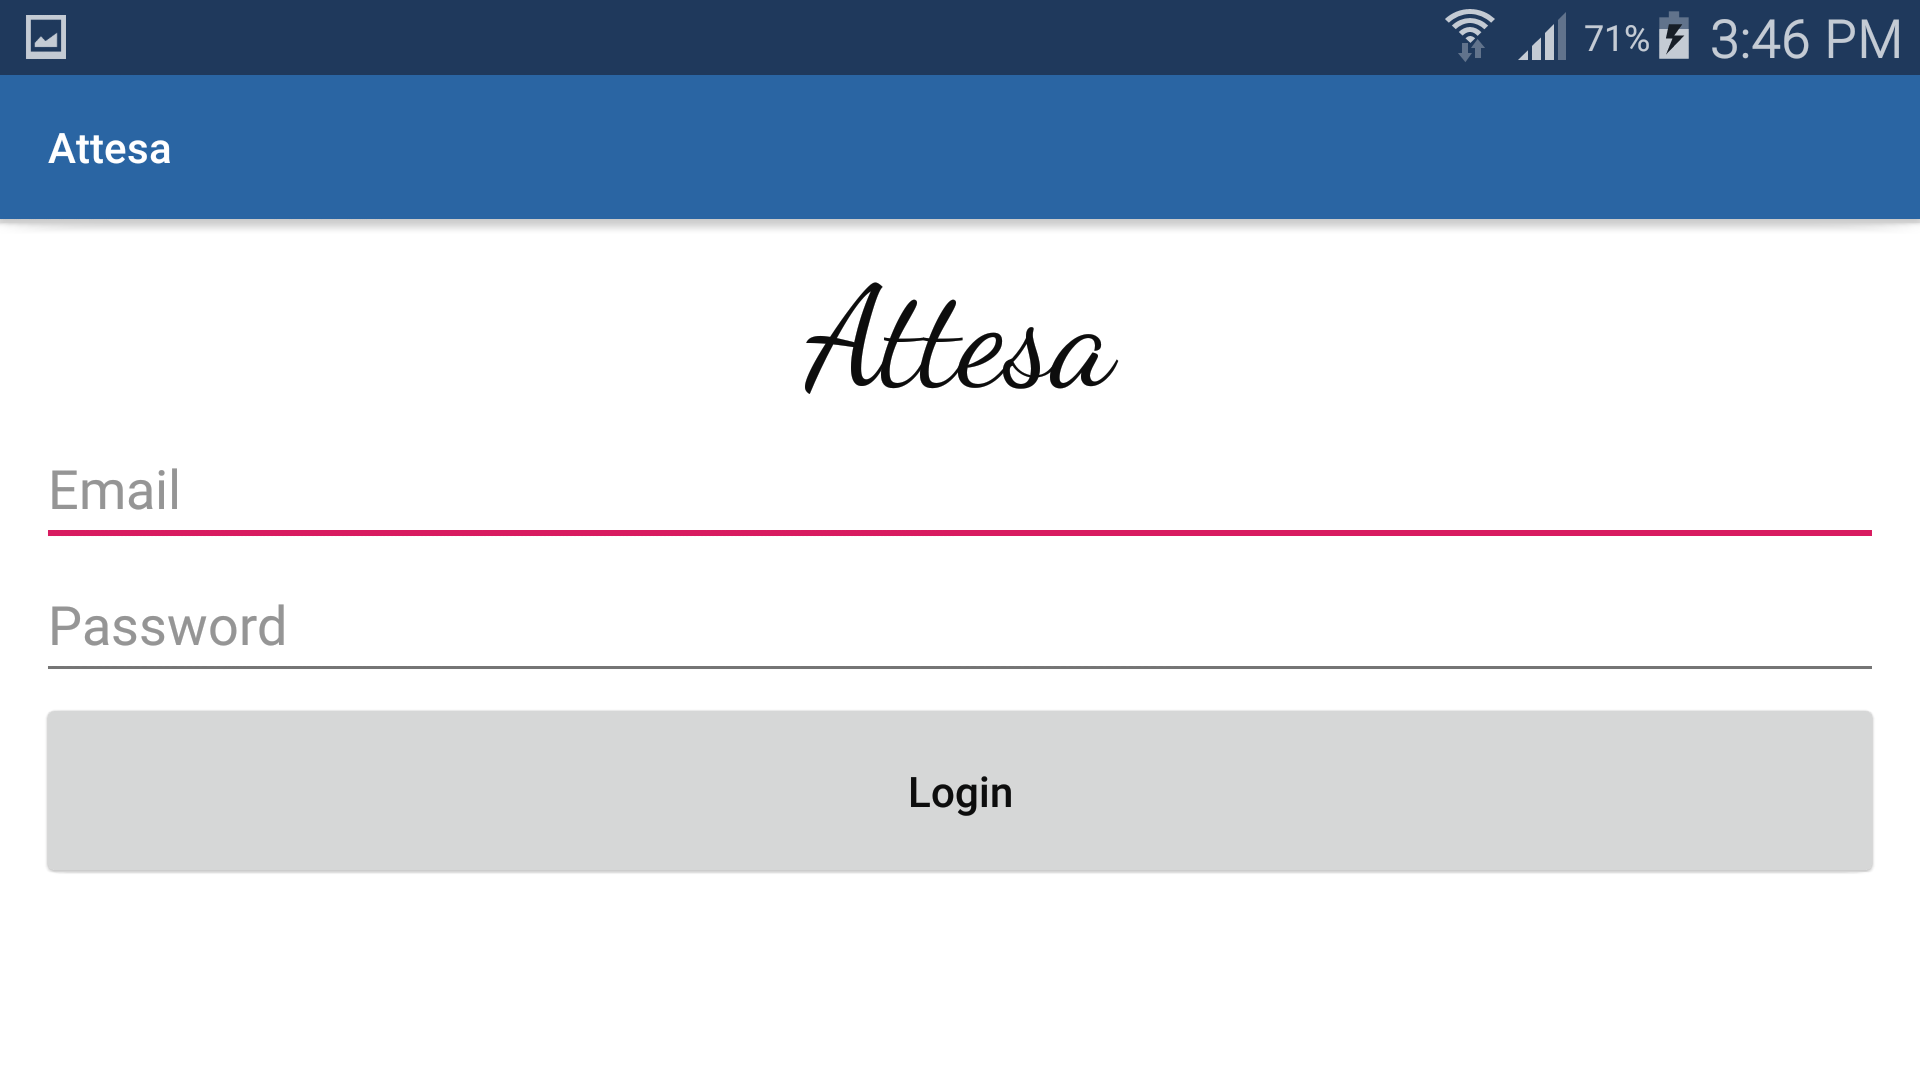 71% 3:46 PM
Attesa
Attesa
Email
Password
Login